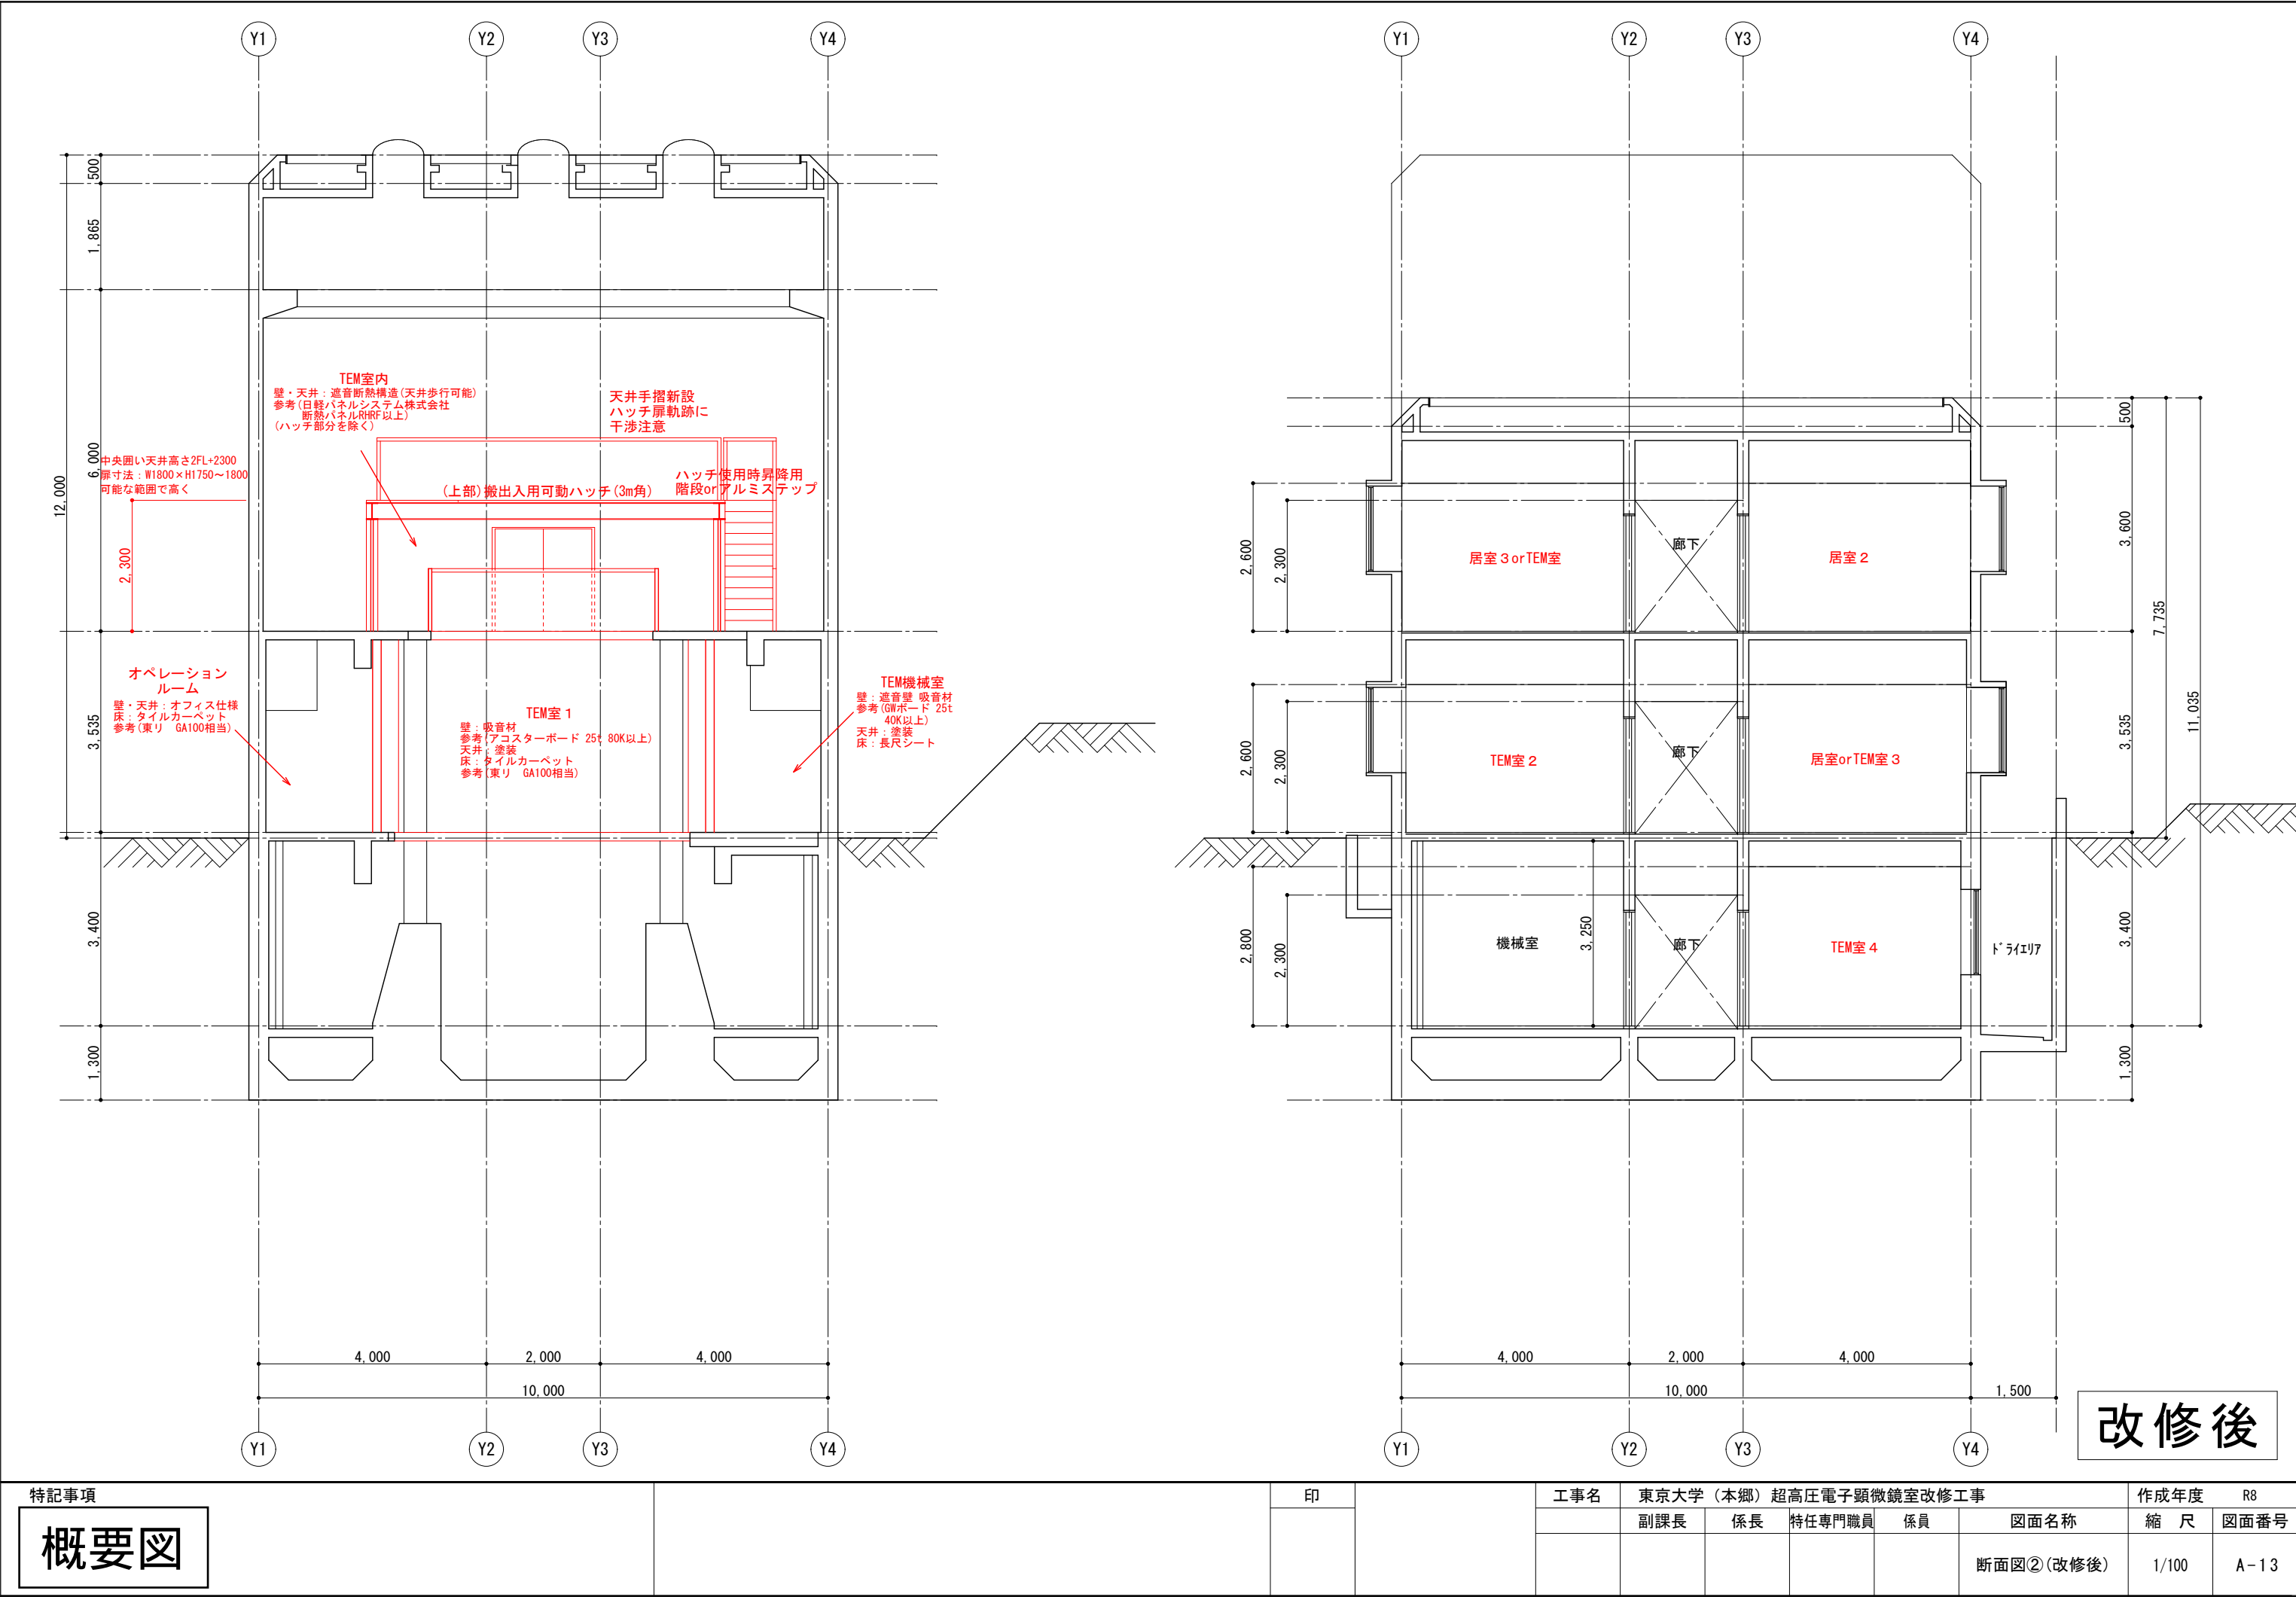 Y1 Y2 Y3 Y4
Y1 Y2 Y3 Y4
500
1,865
6,000
12,000
3,535
3,400
1,300
2,300
TEM室内
壁・天井：遮音断熱構造(天井歩行可能)
参考(日軽パネルシステム株式会社
断熱パネルRHRF以上)
(ハッチ部分を除く)
天井手摺新設
ハッチ扉軌跡に
干渉注意
中央囲い天井高さ2FL+2300
扉寸法：W1800×H1750～1800
可能な範囲で高く
(上部)搬出入用可動ハッチ(3m角)
ハッチ使用時昇降用
階段orアルミステップ
オペレーション
ルーム
壁・天井：オフィス仕様
床：タイルカーペット
参考(東リ　GA100相当)
TEM室１
壁：吸音材
参考(アコスターボード 25t 80K以上)
天井：塗装
床：タイルカーペット
参考(東リ　GA100相当)
TEM機械室
壁：遮音壁 吸音材
参考(GWボード 25t
40K以上)
天井：塗装
床：長尺シート
4,000 2,000 4,000
10,000
Y1 Y2 Y3 Y4
2,600
2,300
居室３orTEM室
廊下
居室２
500
3,600
7,735
11,035
2,600
2,300
TEM室２
廊下
居室orTEM室３
3,535
2,800
2,300
機械室
3,250
廊下
TEM室４
ﾄﾞﾗｲｴﾘｱ
3,400
1,300
4,000 2,000 4,000
10,000 1,500
Y1 Y2 Y3 Y4
改修後
特記事項
概要図
印
工事名 東京大学（本郷）超高圧電子顕微鏡室改修工事 作成年度 R8
副課長 係長 特任専門職員 係員 図面名称 縮　尺 図面番号
断面図②(改修後) 1/100 A-13